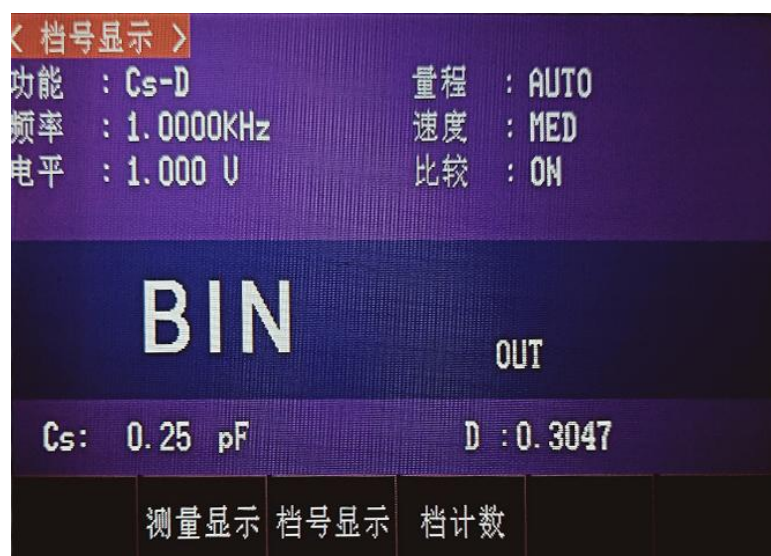 < 档号显示 >
功能 : Cs-D 量程 : AUTO
频率 : 1.0000KHz 速度 : MED
电平 : 1.000 V 比较 : ON
BIN OUT
Cs: 0.25 pF D :0.3047
测量显示 档号显示 档计数